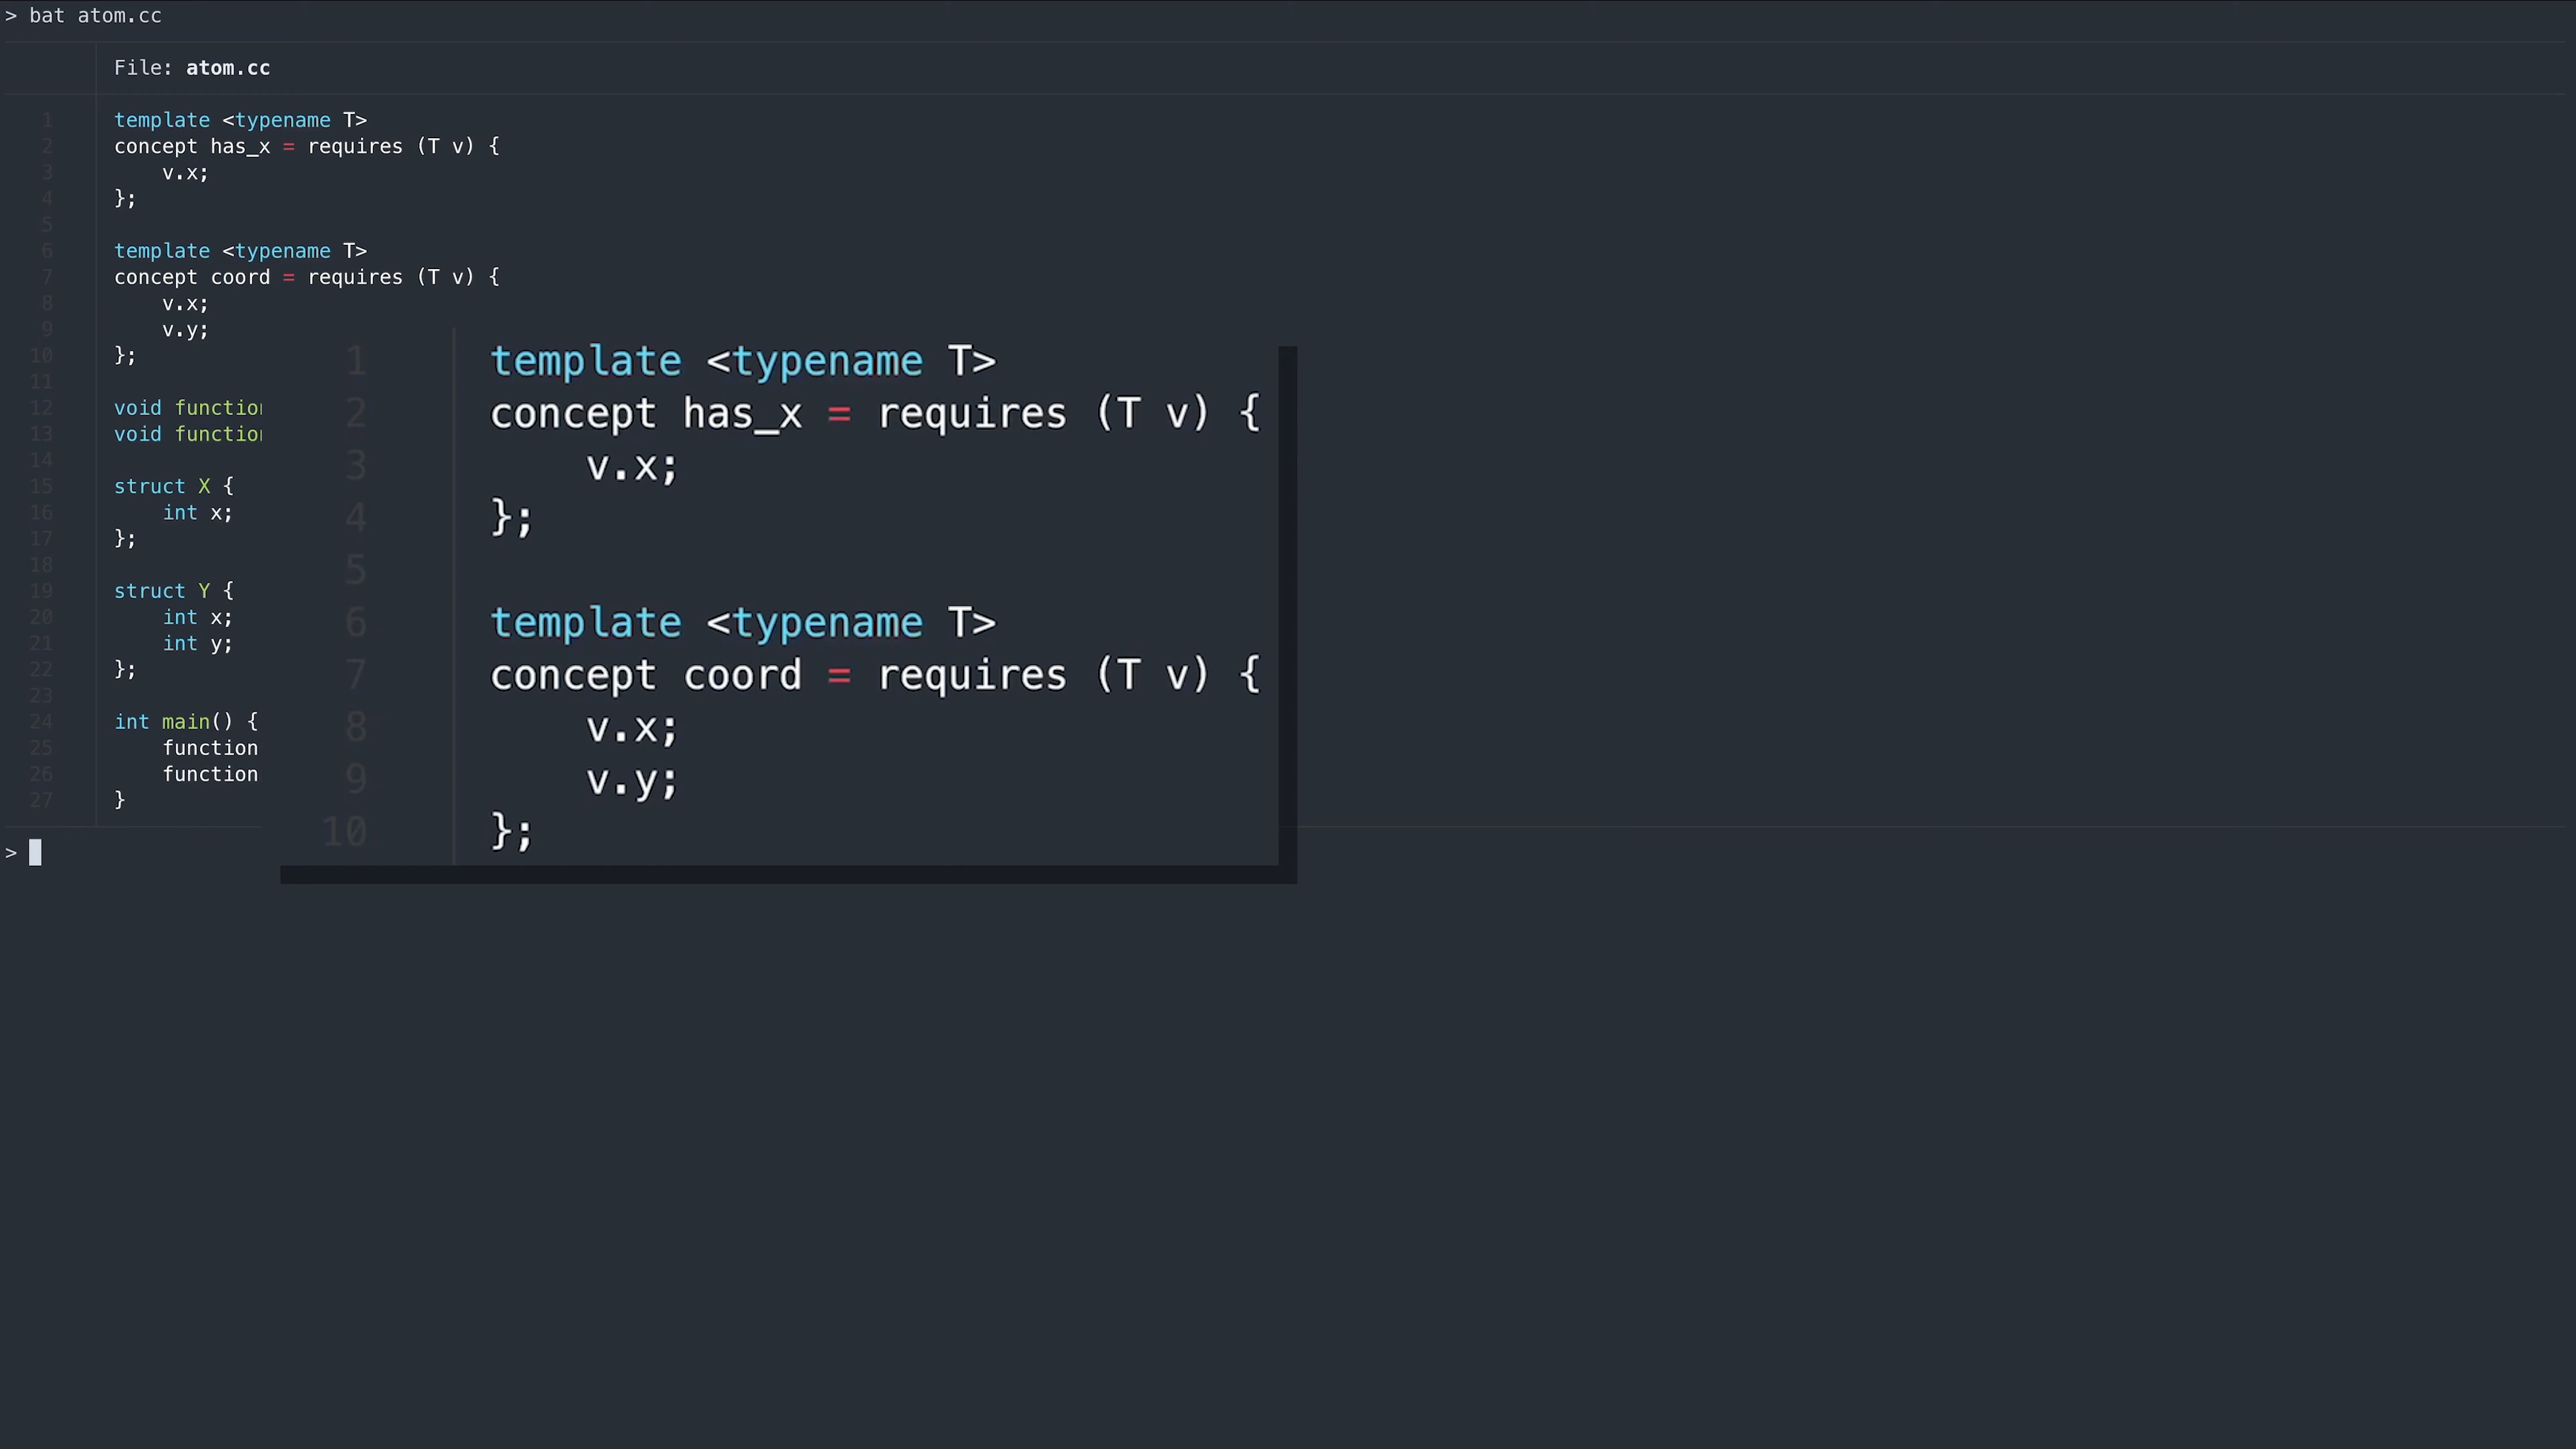 > bat atom.cc
File: atom.cc
1 template <typename T>
2 concept has_x = requires (T v) {
3     v.x;
4 };
5
6 template <typename T>
7 concept coord = requires (T v) {
8     v.x;
9     v.y;
10 };
11
12 void
13 void
14
15 struct X {
16     int x;
17 };
18
19 struct Y {
20     int x;
21     int y;
22 };
23
24 int main() {
25     function
26     function
27 }
>
1 template <typename T>
2 concept has_x = requires (T v) {
3     v.x;
4 };
5
6 template <typename T>
7 concept coord = requires (T v) {
8     v.x;
9     v.y;
10 };